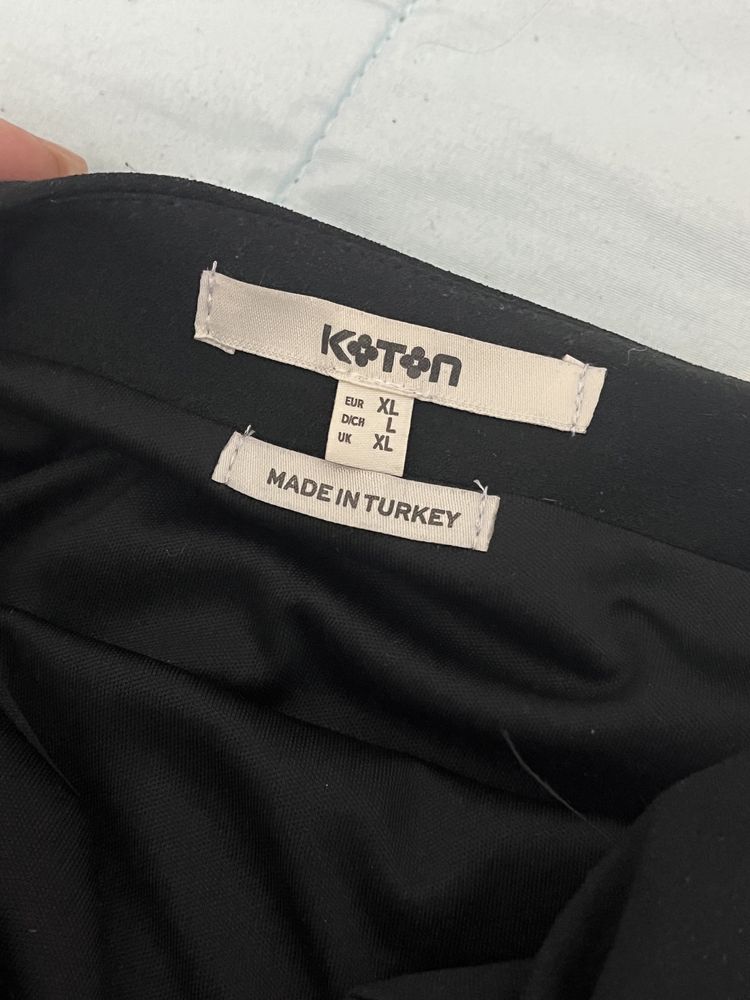 KOTON
EUR XL
D/CH L
UK XL
MADE IN TURKEY